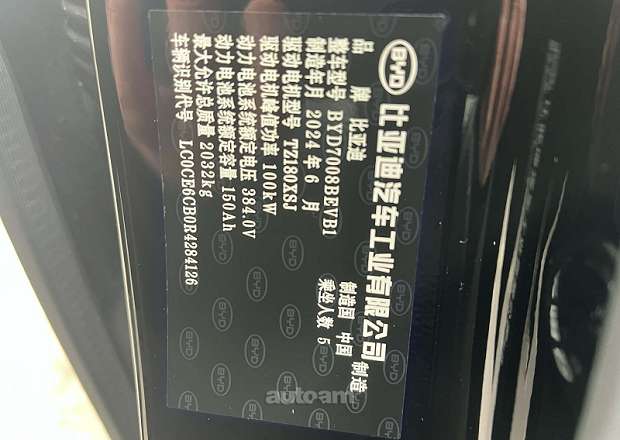 BYD 比亚迪汽车工业有限公司 制造
品牌 比亚迪 制造国 中国
整车型号 BYD7008BEVB1 乘坐人数 5
制造年月 2024年6月
驱动电机型号 TZ180XSJ
驱动电机峰值功率 100kW
动力电池系统额定电压 384.0V
动力电池系统额定容量 150Ah
最大允许总质量 2032kg
车辆识别代号 LC0CE6CB0R4284126
autoam